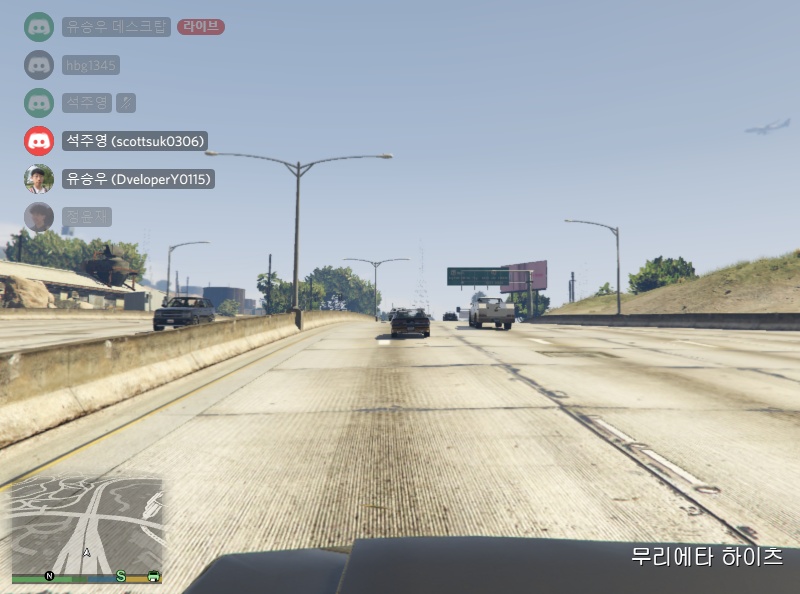 유승우 데스크탑 라이브
hbg1345
석주영
석주영 (scottsuk0306)
유승우 (DveloperY0115)
정윤재
N
S
무리에타 하이츠